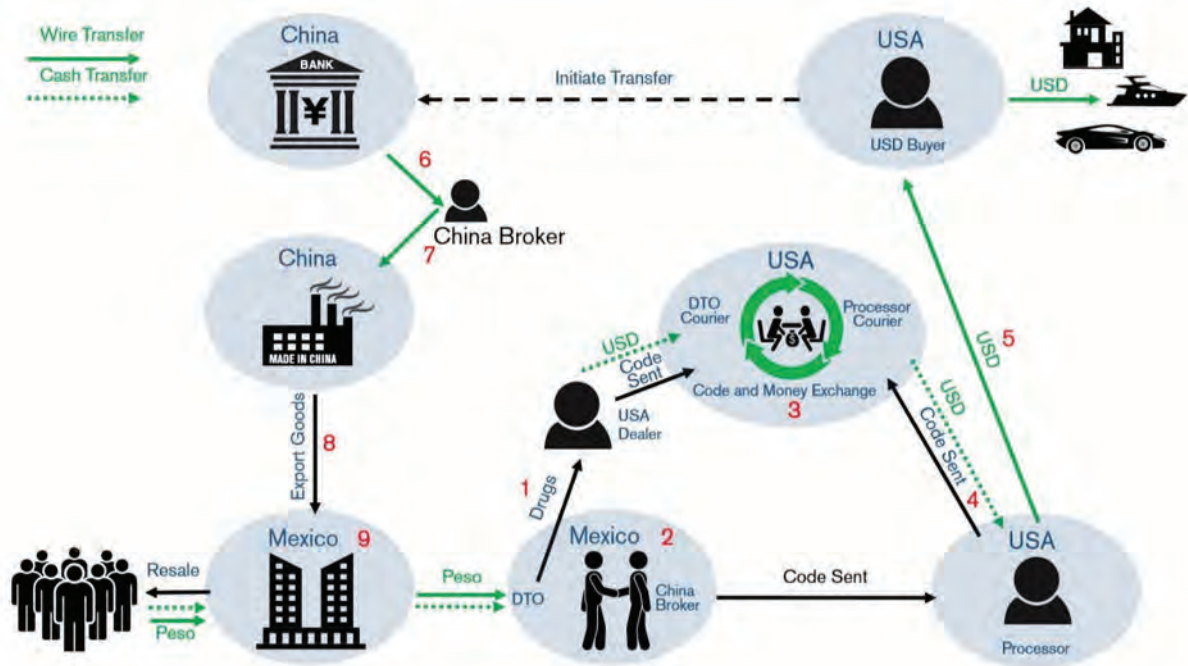 Wire Transfer
Cash Transfer
China
BANK
¥
Initiate Transfer
USA
USD Buyer
USD
6
China Broker
7
China
MADE IN CHINA
USA
DTO
Courier
Processor
Courier
$
Code and Money Exchange
3
USD
Code
Sent
USA
Dealer
USD
5
USD
Code Sent
4
Export Goods
8
1
Drugs
Mexico
9
Resale
Peso
Peso
Mexico
2
DTO
China
Broker
Code Sent
USA
Processor